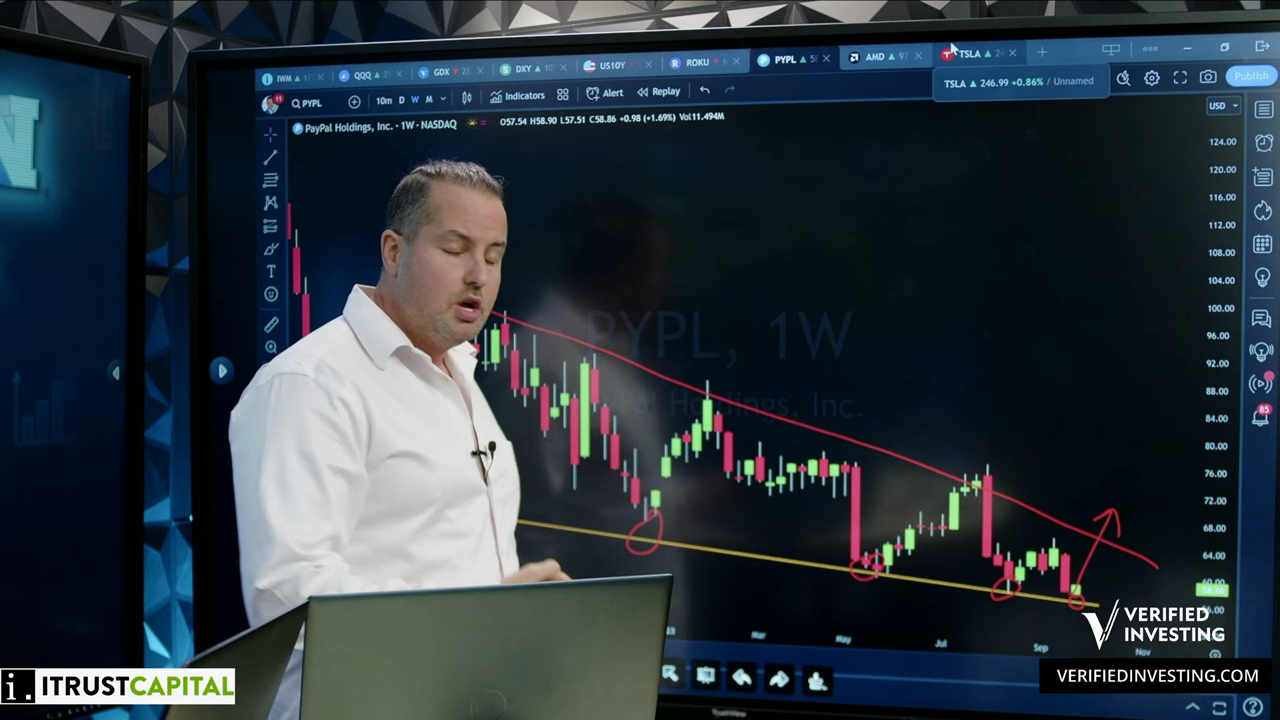 N
IWM
QQQ
GDX
DXY
US10Y
ROKU
PYPL
AMD
TSLA
PYPL
10m D W M
Indicators
Alert
Replay
TSLA ▲ 246.99 +0.86% / Unnamed
Publish
PayPal Holdings, Inc. · 1W · NASDAQ
O57.54 H58.90 L57.51 C58.86 +0.98 (+1.69%) Vol11.494M
USD
124.00
120.00
116.00
112.00
108.00
104.00
100.00
96.00
92.00
88.00
84.00
80.00
76.00
72.00
68.00
64.00
60.00
56.00
PYPL, 1W
Holdings, Inc.
85
Mar
May
Jul
Sep
Nov
VERIFIED
INVESTING
VERIFIEDINVESTING.COM
i. ITRUSTCAPITAL